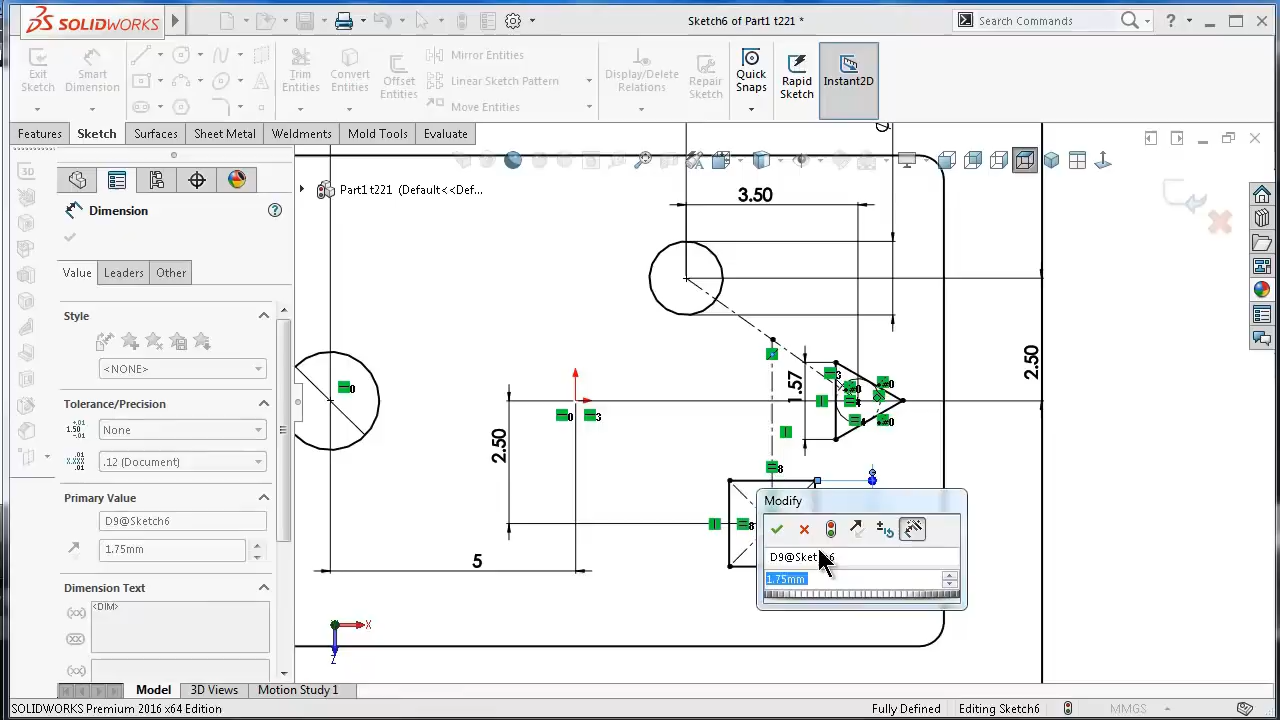 SOLIDWORKS
Sketch6 of Part1 t221 *
Search Commands
?
Exit Sketch
Smart Dimension
Trim Entities
Convert Entities
Offset Entities
Mirror Entities
Linear Sketch Pattern
Move Entities
Display/Delete Relations
Repair Sketch
Quick Snaps
Rapid Sketch
Instant2D
Features
Sketch
Surfaces
Sheet Metal
Weldments
Mold Tools
Evaluate
Part1 t221 (Default<<Def...
Dimension
Value
Leaders
Other
Style
<NONE>
Tolerance/Precision
None
.12 (Document)
Primary Value
D9@Sketch6
1.75mm
Dimension Text
<DIM>
3.50
1.57
2.50
2.50
5
X
Z
Modify
D9@Sketch6
1.75mm
Model
3D Views
Motion Study 1
SOLIDWORKS Premium 2016 x64 Edition
Fully Defined
Editing Sketch6
MMGS